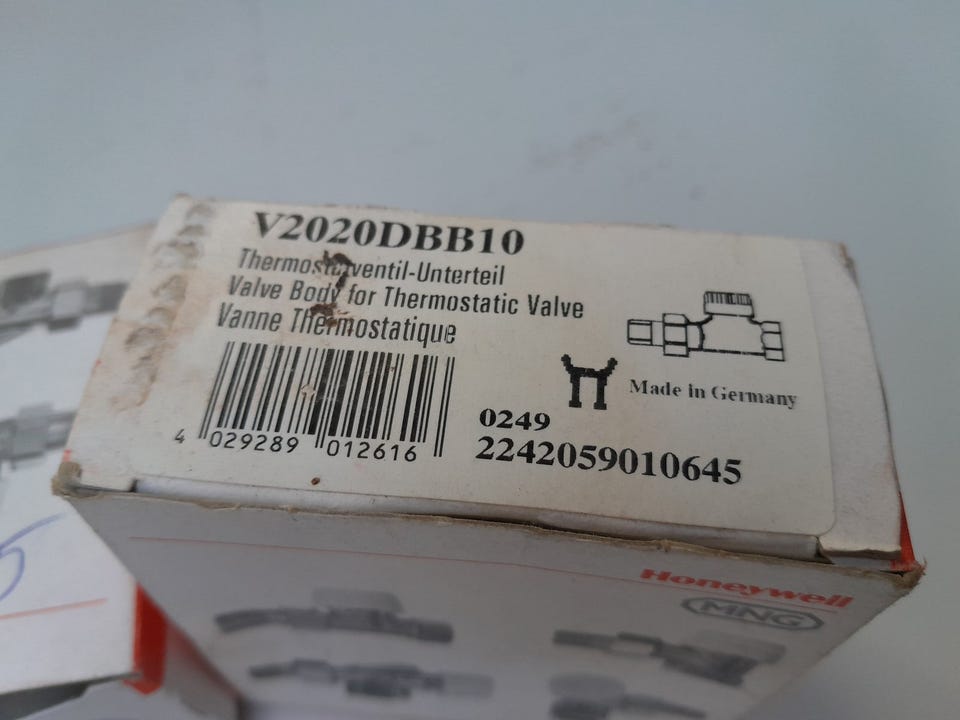 V2020DBB10
Thermostatventil-Unterteil
Valve Body for Thermostatic Valve
Vanne Thermostatique
Made in Germany
0249
2242059010645
4 029289 012616
Honeywell
MNG
5